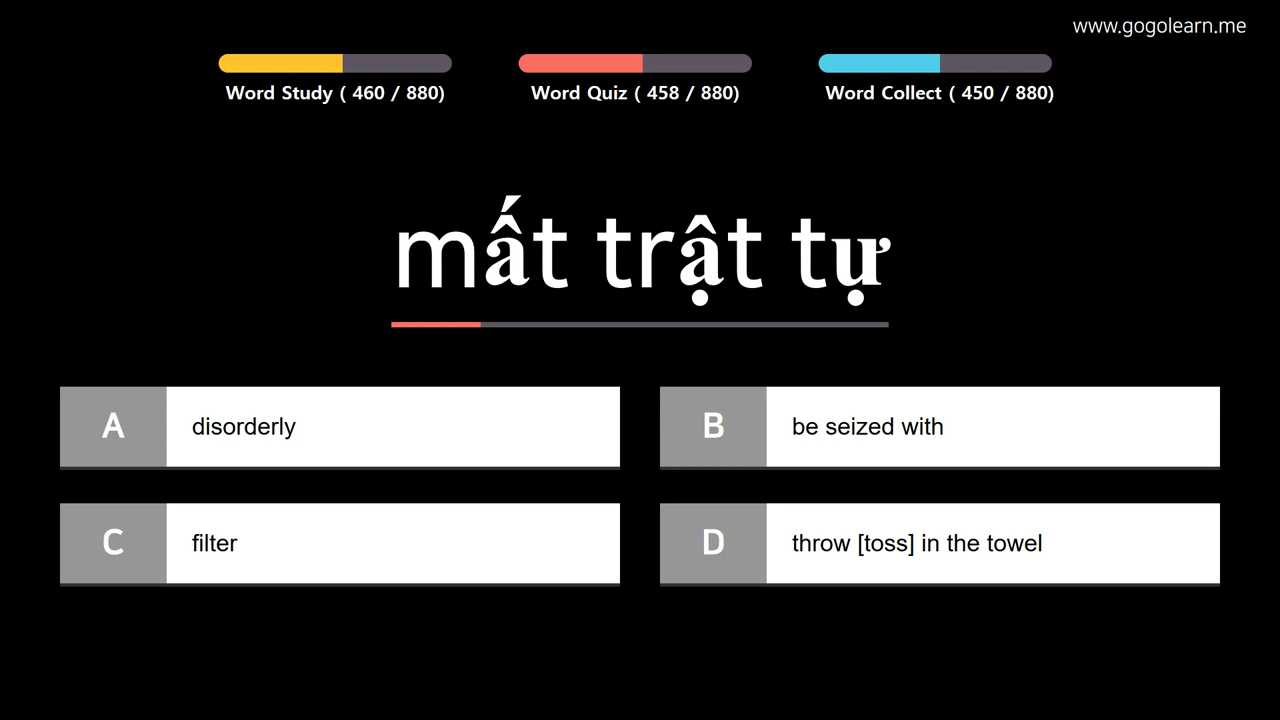 www.gogolearn.me
Word Study ( 460 / 880)
Word Quiz ( 458 / 880)
Word Collect ( 450 / 880)
mất trật tự
A disorderly
B be seized with
C filter
D throw [toss] in the towel